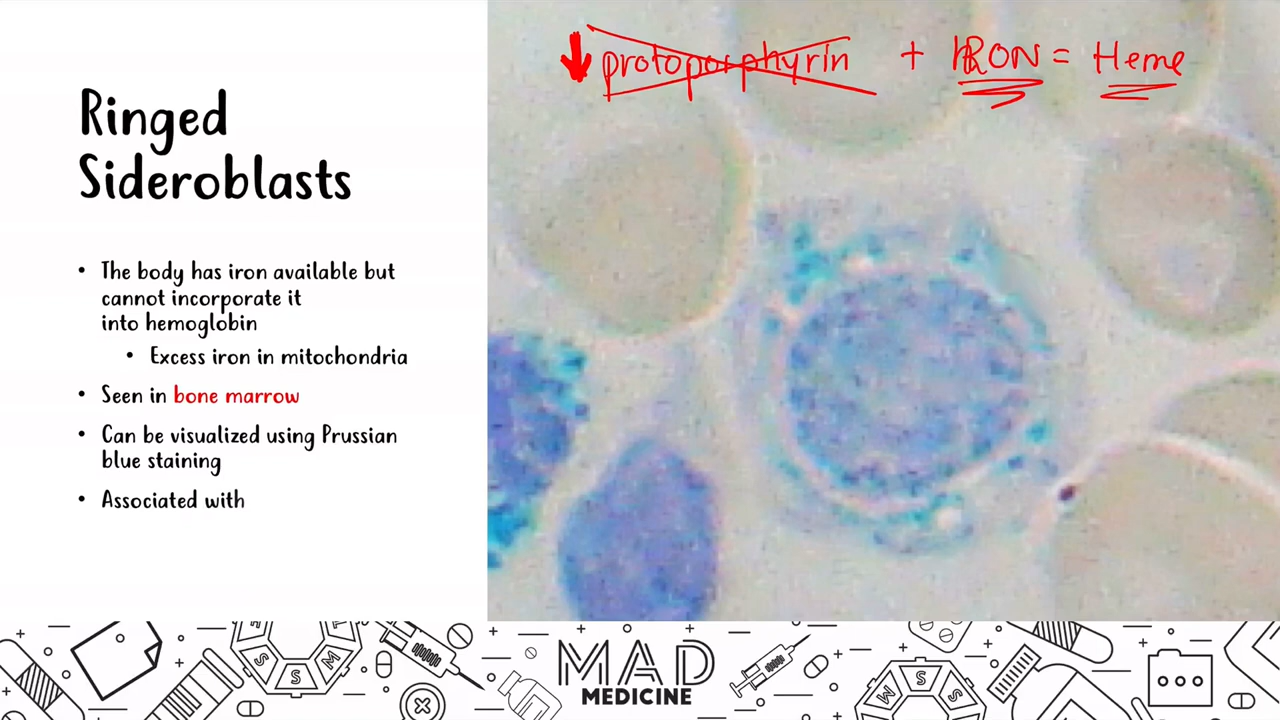 Ringed
Sideroblasts
• The body has iron available but
cannot incorporate it
into hemoglobin
• Excess iron in mitochondria
• Seen in bone marrow
• Can be visualized using Prussian
blue staining
• Associated with
protoporphyrin + IRON = Heme
MAD
MEDICINE
S
S
M
M
S
S